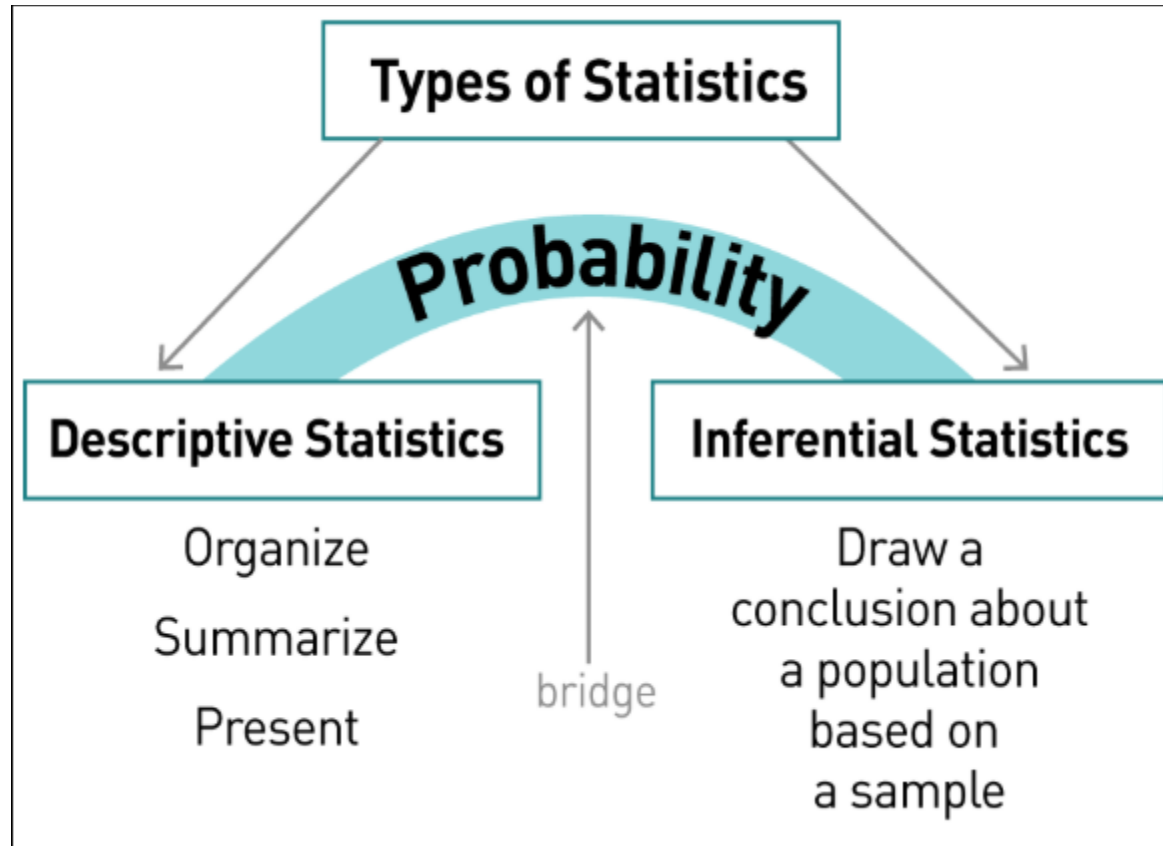 Types of Statistics
Probability
Descriptive Statistics
Organize
Summarize
Present
bridge
Inferential Statistics
Draw a
conclusion about
a population
based on
a sample